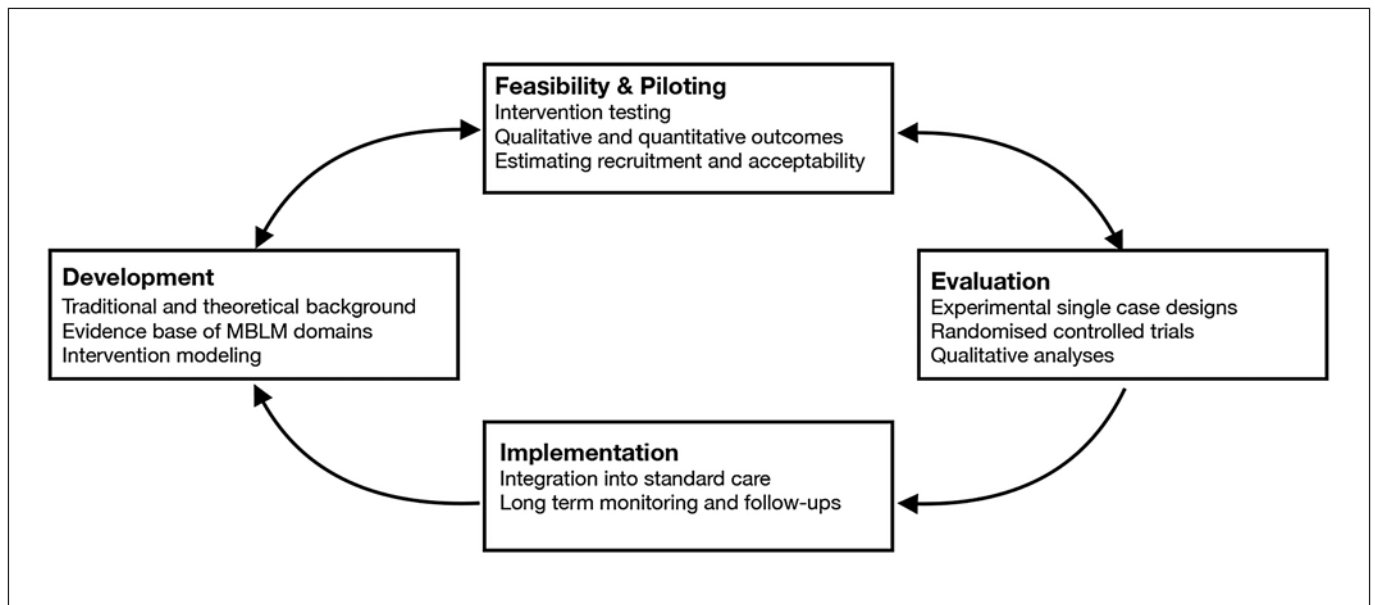 Feasibility & Piloting
Intervention testing
Qualitative and quantitative outcomes
Estimating recruitment and acceptability
Development
Traditional and theoretical background
Evidence base of MBLM domains
Intervention modeling
Evaluation
Experimental single case designs
Randomised controlled trials
Qualitative analyses
Implementation
Integration into standard care
Long term monitoring and follow-ups